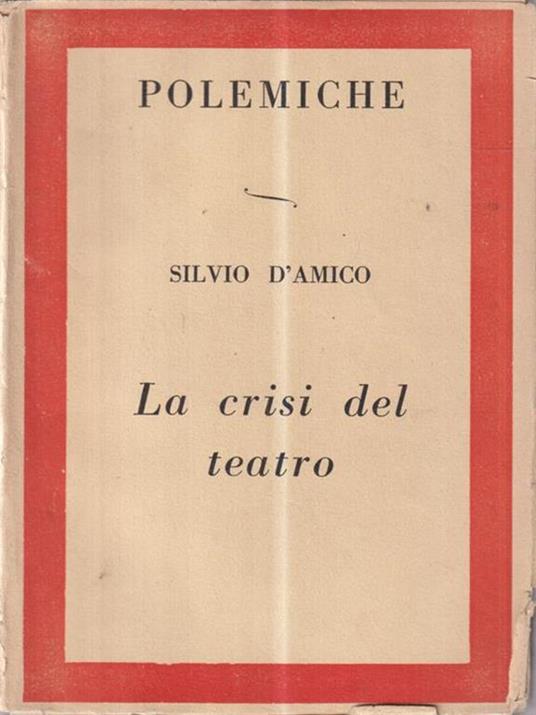 POLEMICHE
SILVIO D'AMICO
La crisi del
teatro